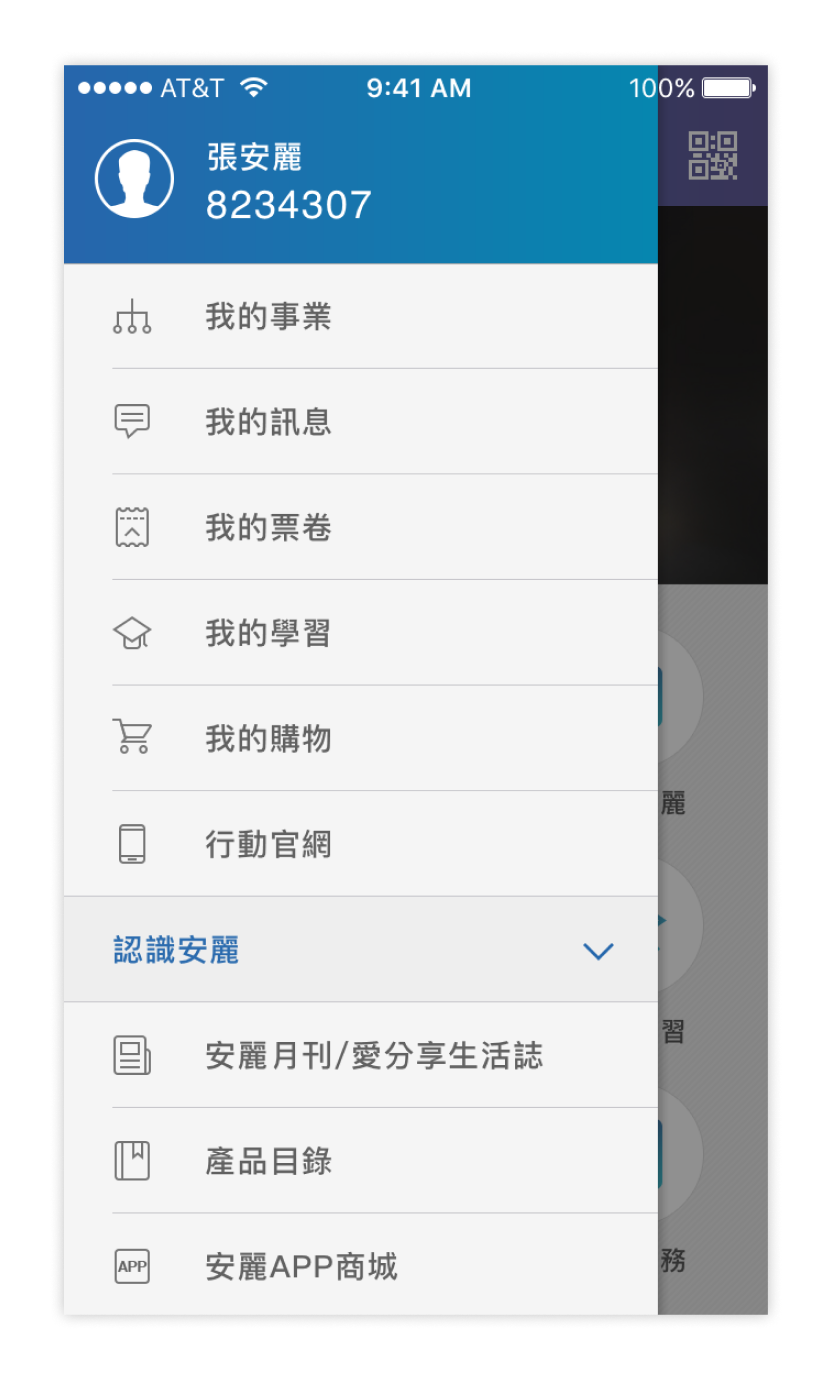 AT&T 9:41 AM 100%
張安麗
8234307
我的事業
我的訊息
我的票卷
我的學習
我的購物
麗
行動官網
認識安麗
習
安麗月刊/愛分享生活誌
產品目錄
務
APP 安麗APP商城